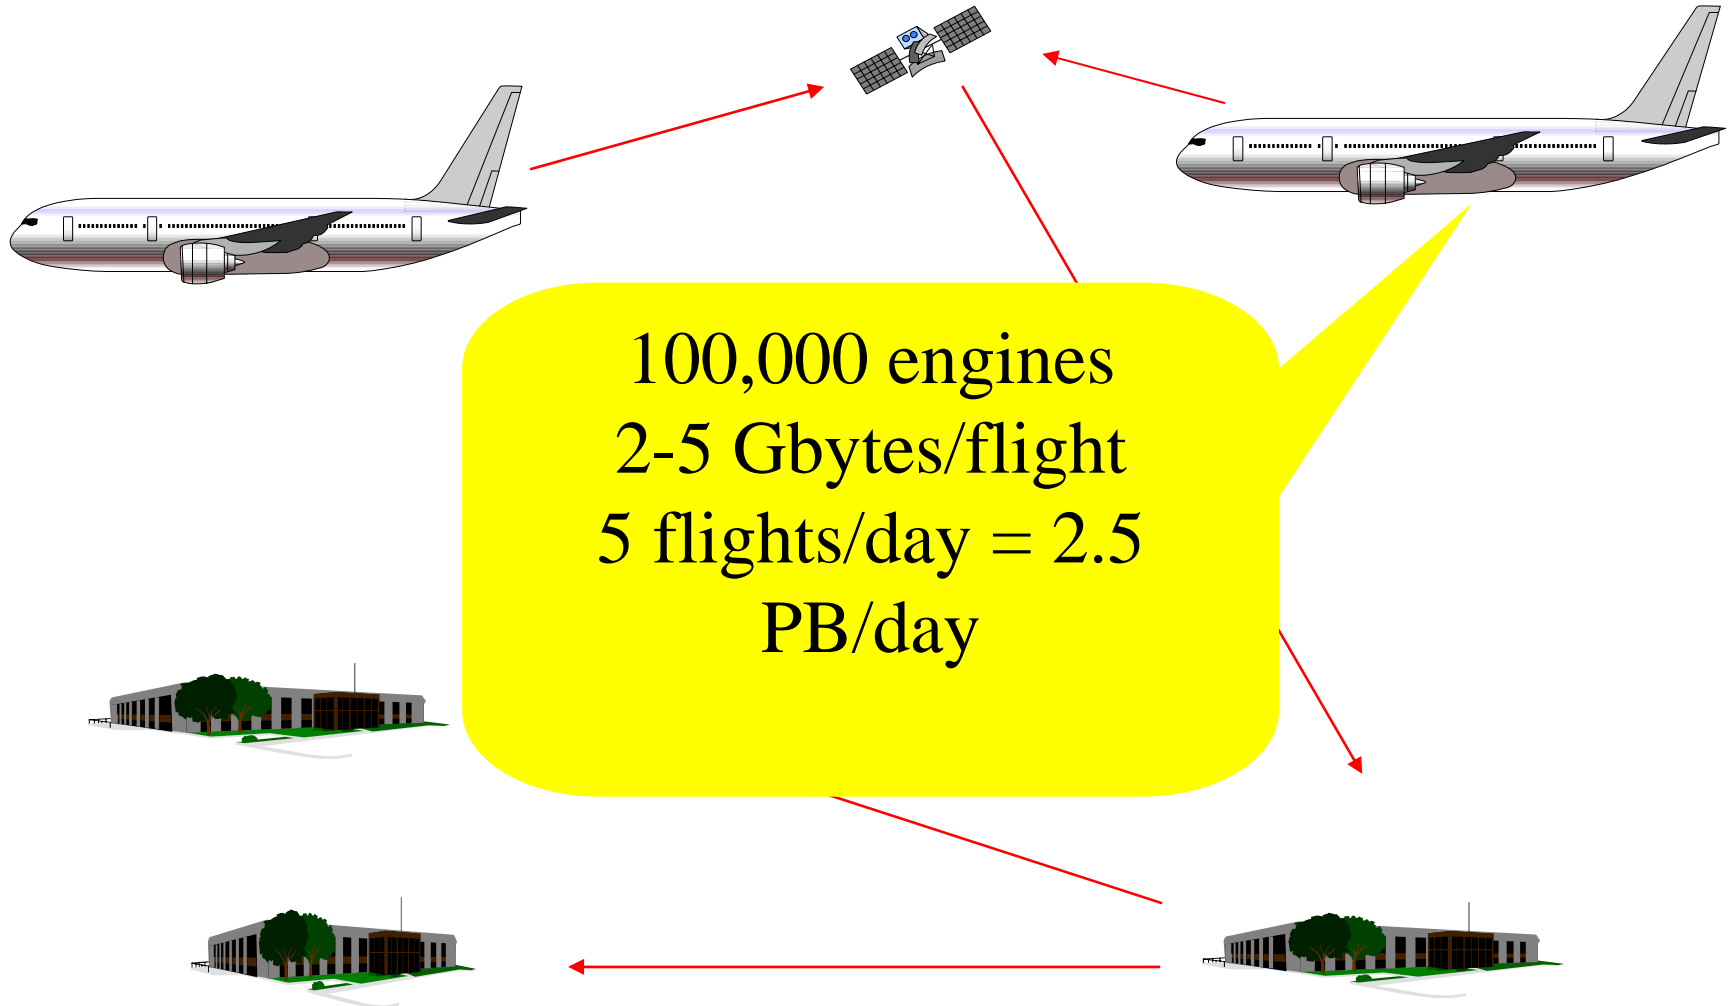 100,000 engines
2-5 Gbytes/flight
5 flights/day = 2.5
PB/day